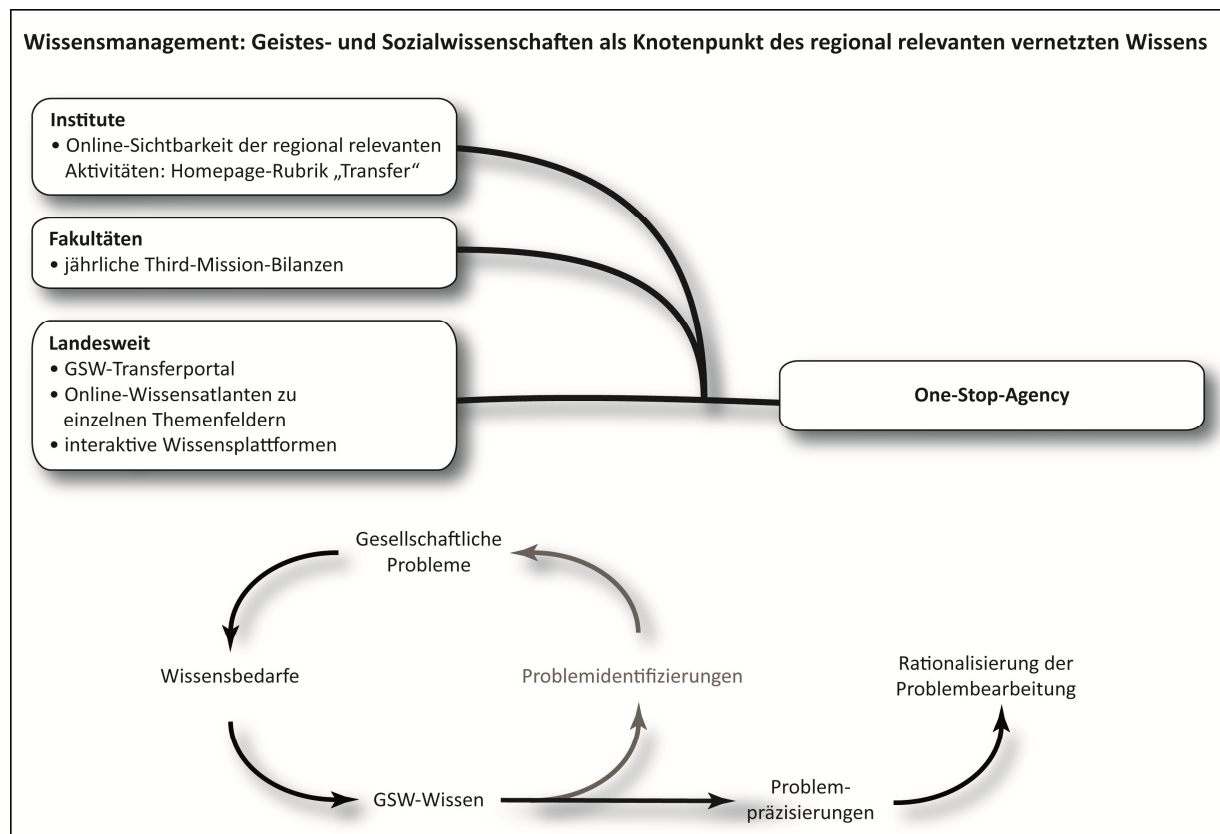 Wissensmanagement: Geistes- und Sozialwissenschaften als Knotenpunkt des regional relevanten vernetzten Wissens
Institute
• Online-Sichtbarkeit der regional relevanten
Aktivitäten: Homepage-Rubrik „Transfer“
Fakultäten
• jährliche Third-Mission-Bilanzen
Landesweit
• GSW-Transferportal
• Online-Wissensatlanten zu
einzelnen Themenfeldern
• interaktive Wissensplattformen
One-Stop-Agency
Gesellschaftliche
Probleme
Wissensbedarfe
Problemidentifizierungen
Rationalisierung der
Problembearbeitung
GSW-Wissen
Problem-
präzisierungen